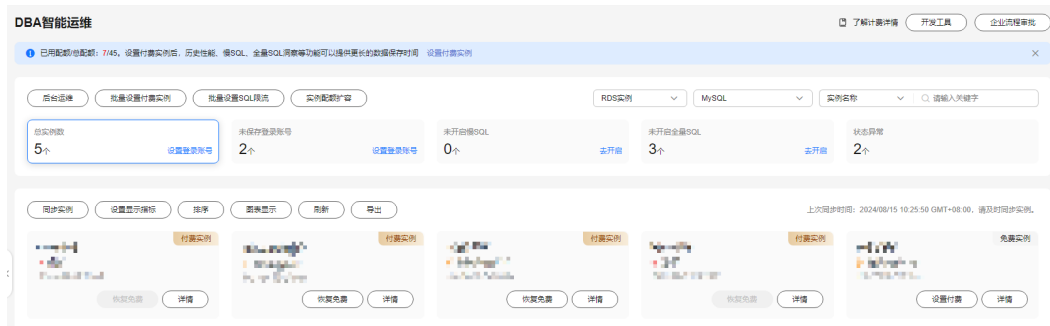 DBA智能运维
了解计费详情 开发工具 企业流程审批
已用配额/总配额：7/45。设置付费实例后，历史性能、慢SQL、全量SQL洞察等功能可以提供更长的数据保存时间 设置付费实例
后台运维 批量设置付费实例 批量设置SQL限流 实例配额扩容 RDS实例 MySQL 实例名称 请输入关键字
总实例数 未保存登录账号 未开启慢SQL 未开启全量SQL 状态异常
5个 设置登录账号 2个 设置登录账号 0个 去开启 3个 去开启 2个
同步实例 设置显示指标 排序 图表显示 刷新 导出 上次同步时间：2024/08/15 10:25:50 GMT+08:00，请及时同步实例。
付费实例 付费实例 付费实例 付费实例 免费实例
恢复免费 详情 恢复免费 详情 恢复免费 详情 恢复免费 详情 设置付费 详情